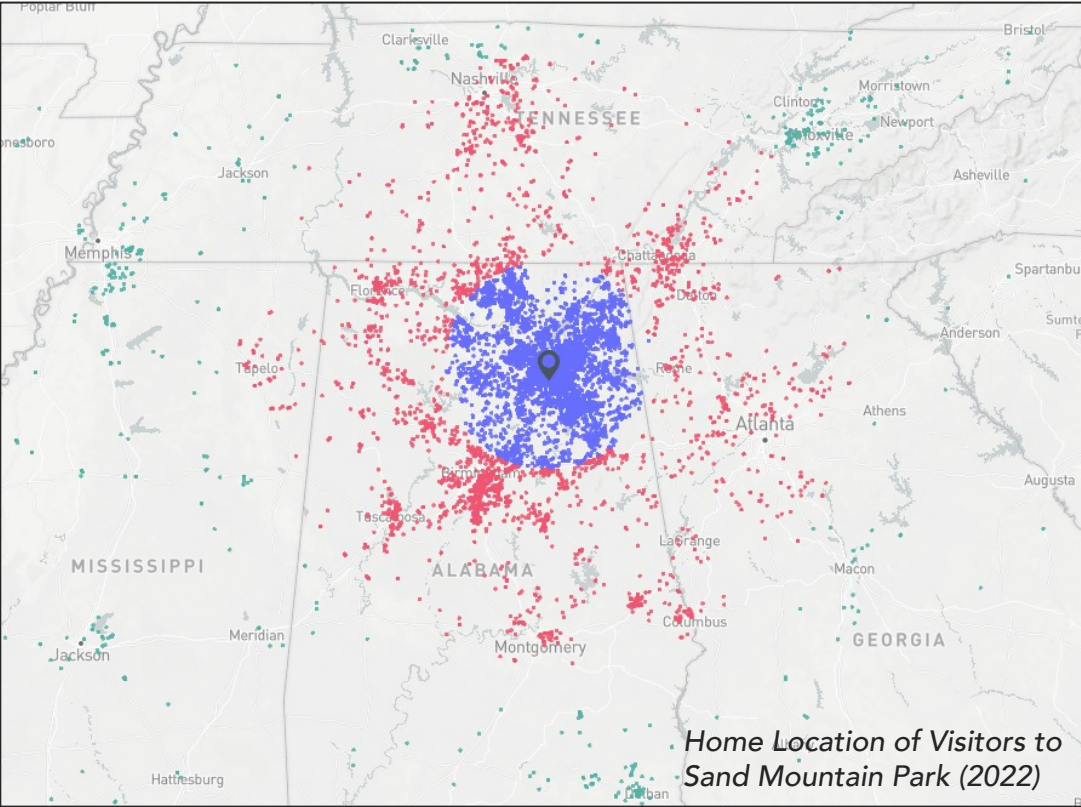 Poplar Bluff
Clarksville
Bristol
Nashville
Morristown
Clinton
TENNESSEE
Newport
Knoxville
onesboro
Jackson
Asheville
Memphis
Chattanooga
Spartanbu
Florence
Dalton
Sumte
Anderson
Tupelo
Rome
Athens
Atlanta
Birmingham
Augusta
Tuscaloosa
LaGrange
MISSISSIPPI
ALABAMA
Macon
Columbus
Meridian
GEORGIA
Jackson
Montgomery
Home Location of Visitors to
Sand Mountain Park (2022)
Hattiesburg
Dothan